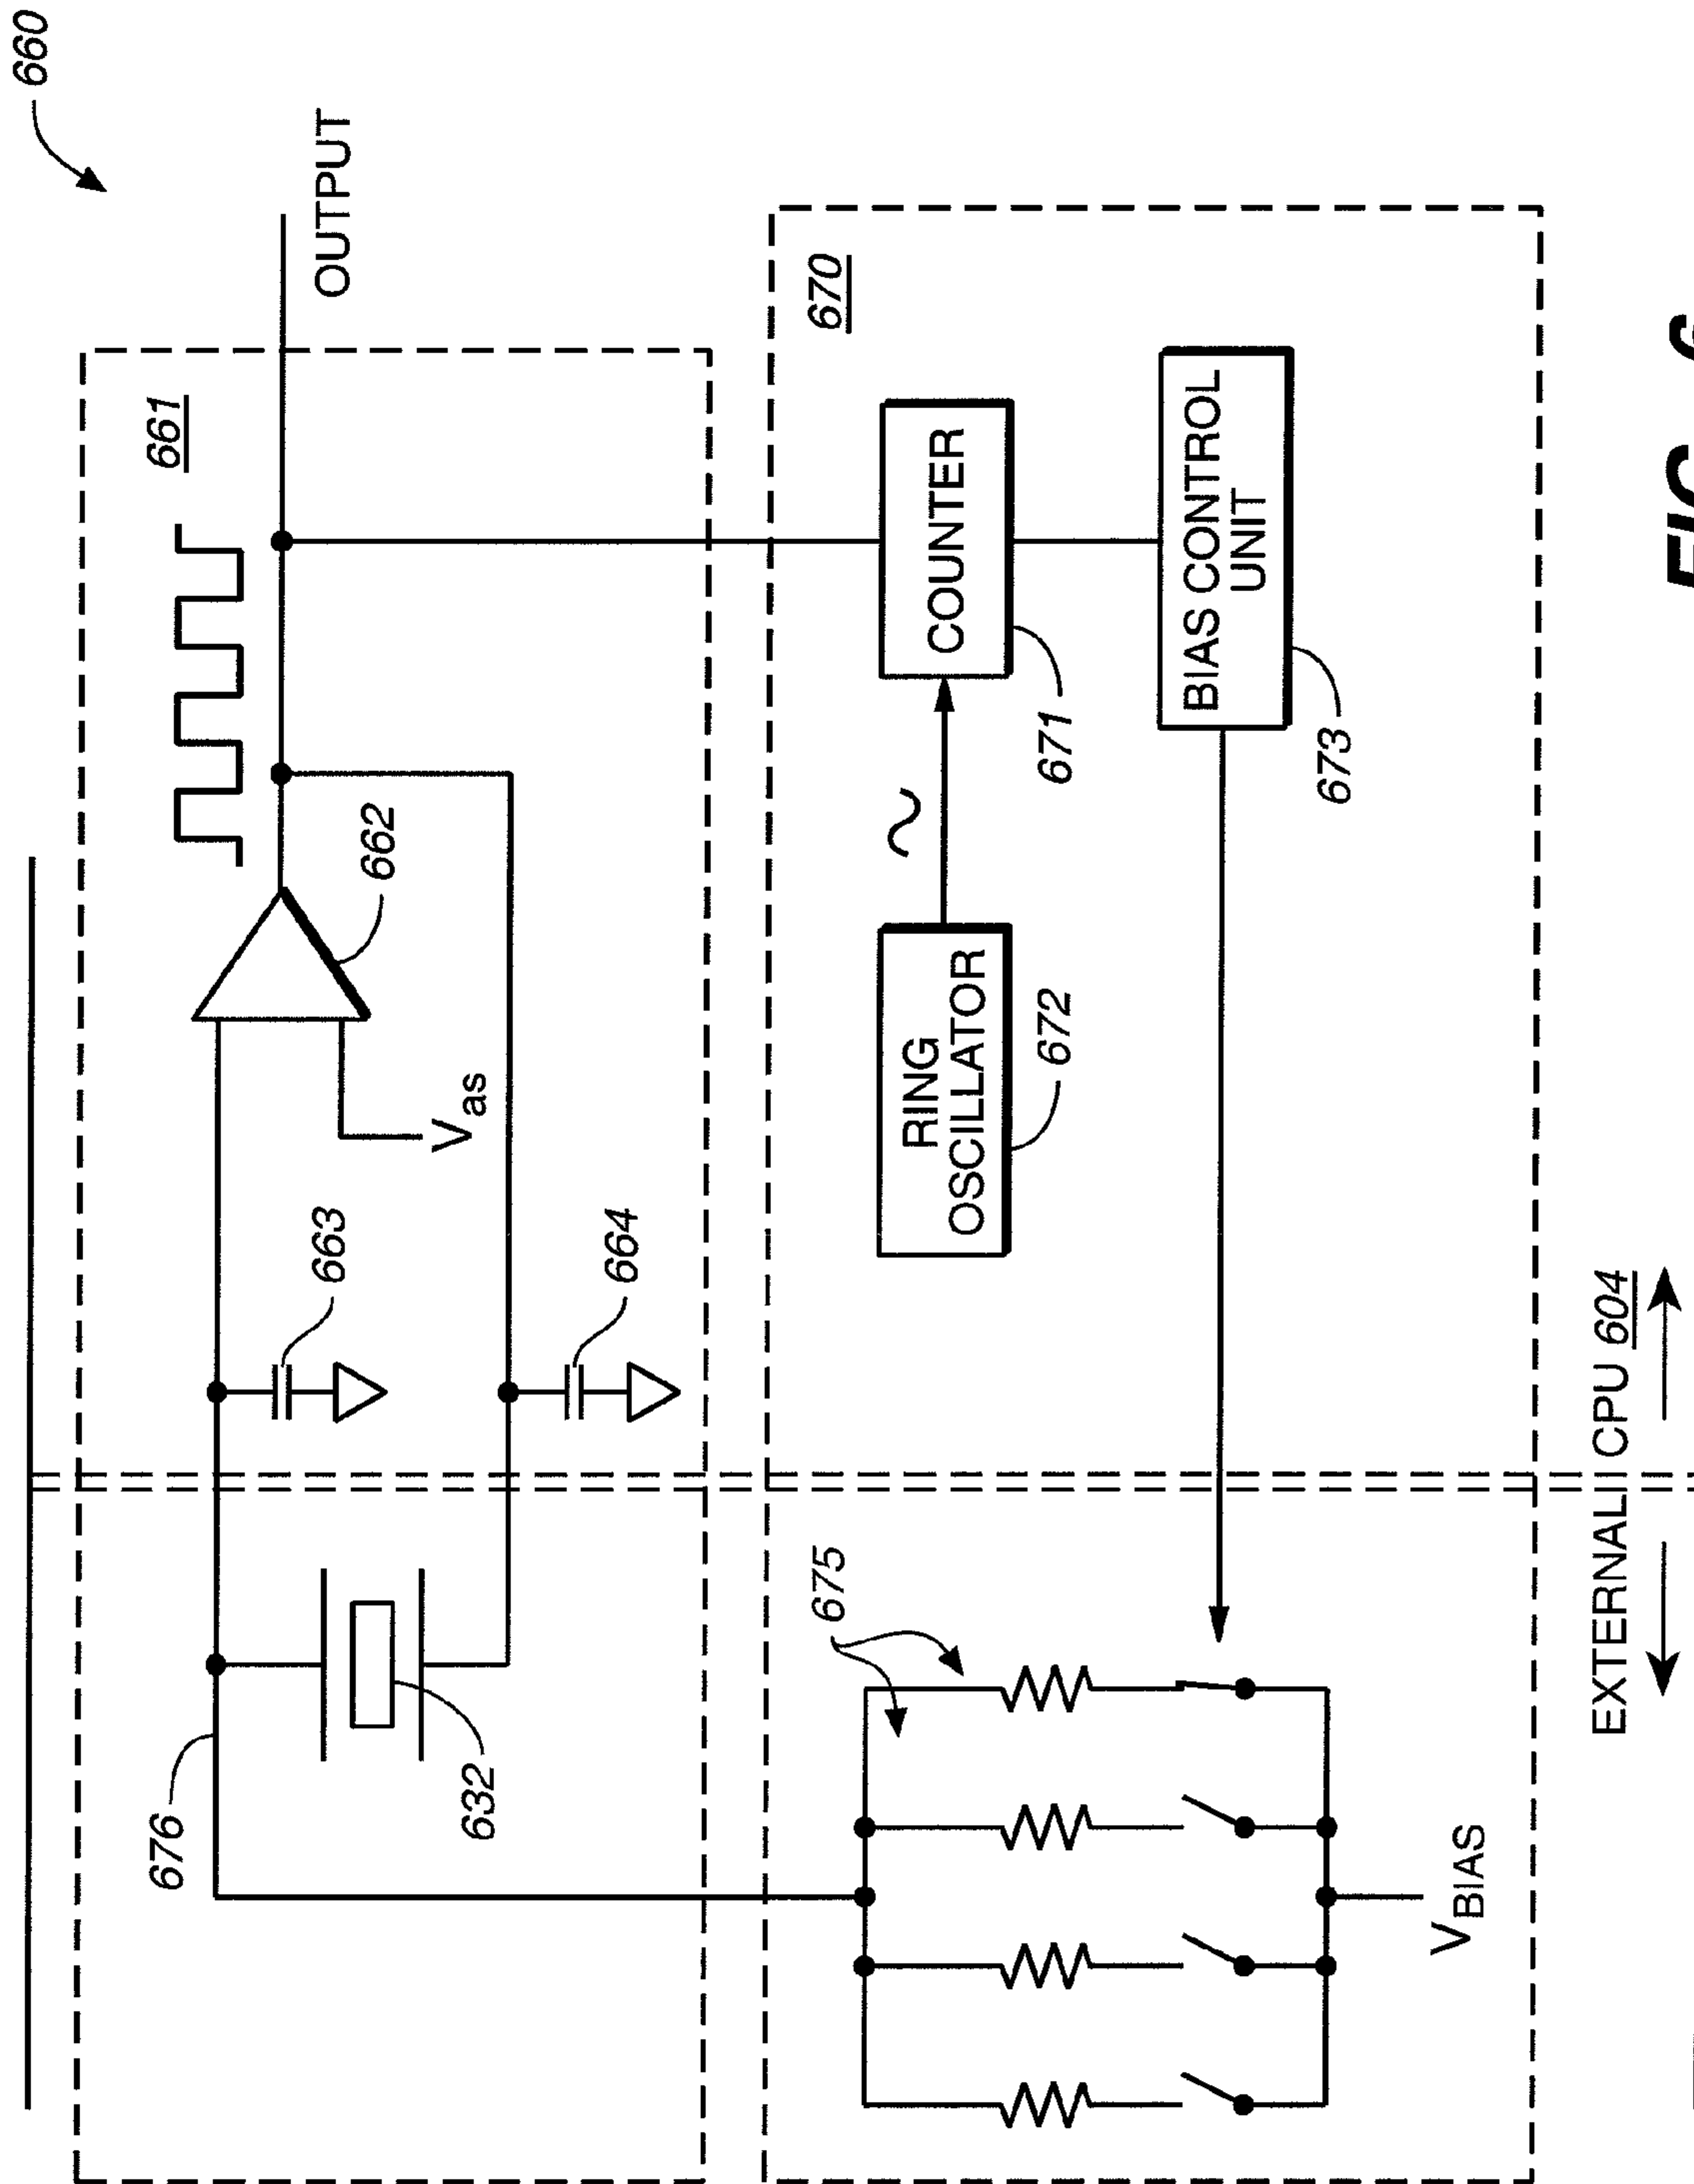 660
OUTPUT
661
662
Vas
663
664
676
632
670
COUNTER
671
RING
OSCILLATOR
672
BIAS CONTROL
UNIT
673
675
VBIAS
EXTERNAL
CPU 604